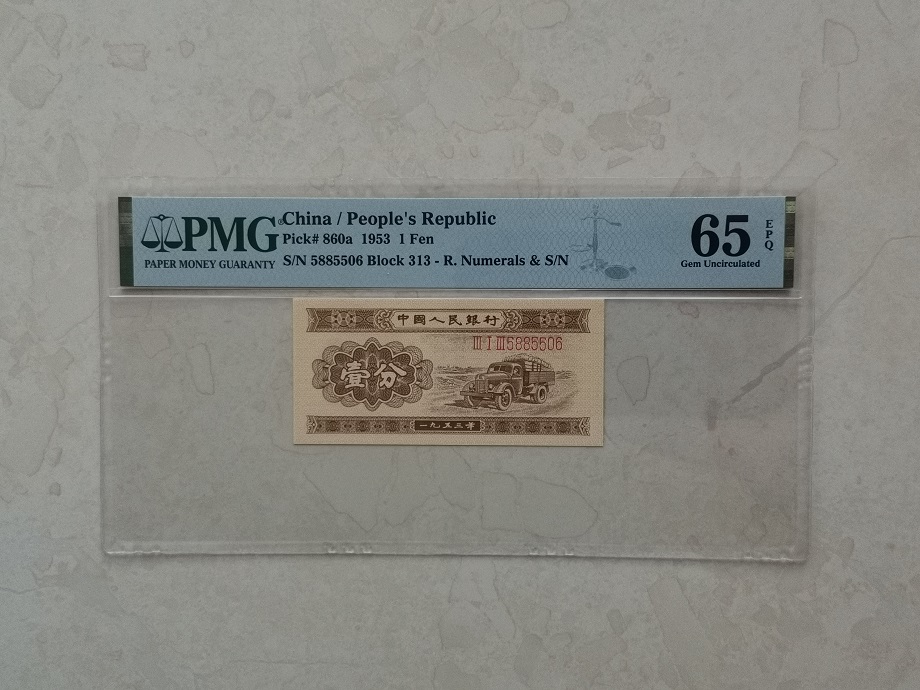 PMG
PAPER MONEY GUARANTY
China / People's Republic
Pick# 860a 1953 1 Fen
S/N 5885506 Block 313 - R. Numerals & S/N
65
EPQ
Gem Uncirculated
中國人民銀行
III I III 5885506
壹分
一九五三年